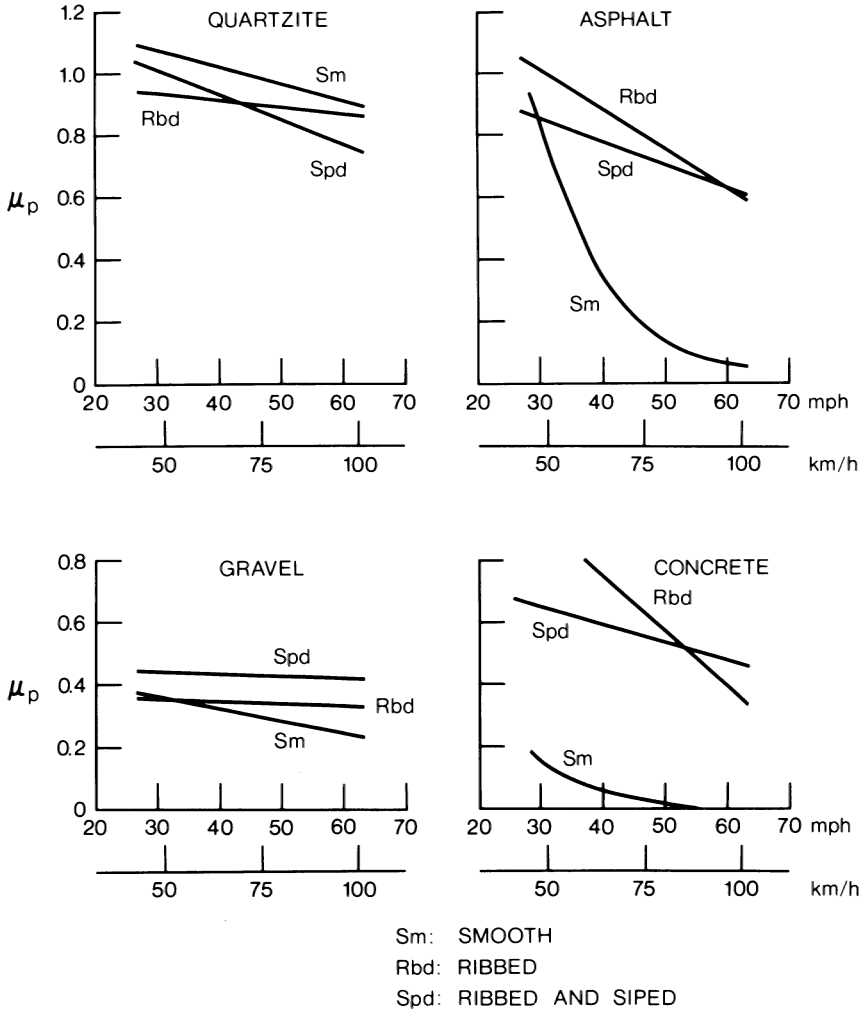 QUARTZITE
1.2
1.0
0.8
0.6
0.4
0.2
0
μp
Sm
Rbd
Spd
20 30 40 50 60 70
50 75 100
ASPHALT
Rbd
Spd
Sm
20 30 40 50 60 70 mph
50 75 100 km/h
GRAVEL
0.8
0.6
0.4
0.2
0
μp
Spd
Rbd
Sm
20 30 40 50 60 70
50 75 100
CONCRETE
Rbd
Spd
Sm
20 30 40 50 60 70 mph
50 75 100 km/h
Sm: SMOOTH
Rbd: RIBBED
Spd: RIBBED AND SIPED